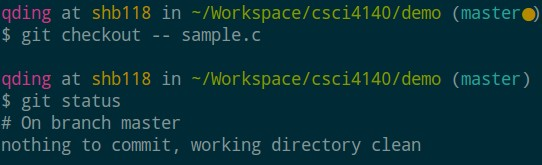 qding at shb118 in ~/Workspace/csci4140/demo (master●)
$ git checkout -- sample.c
qding at shb118 in ~/Workspace/csci4140/demo (master)
$ git status
# On branch master
nothing to commit, working directory clean